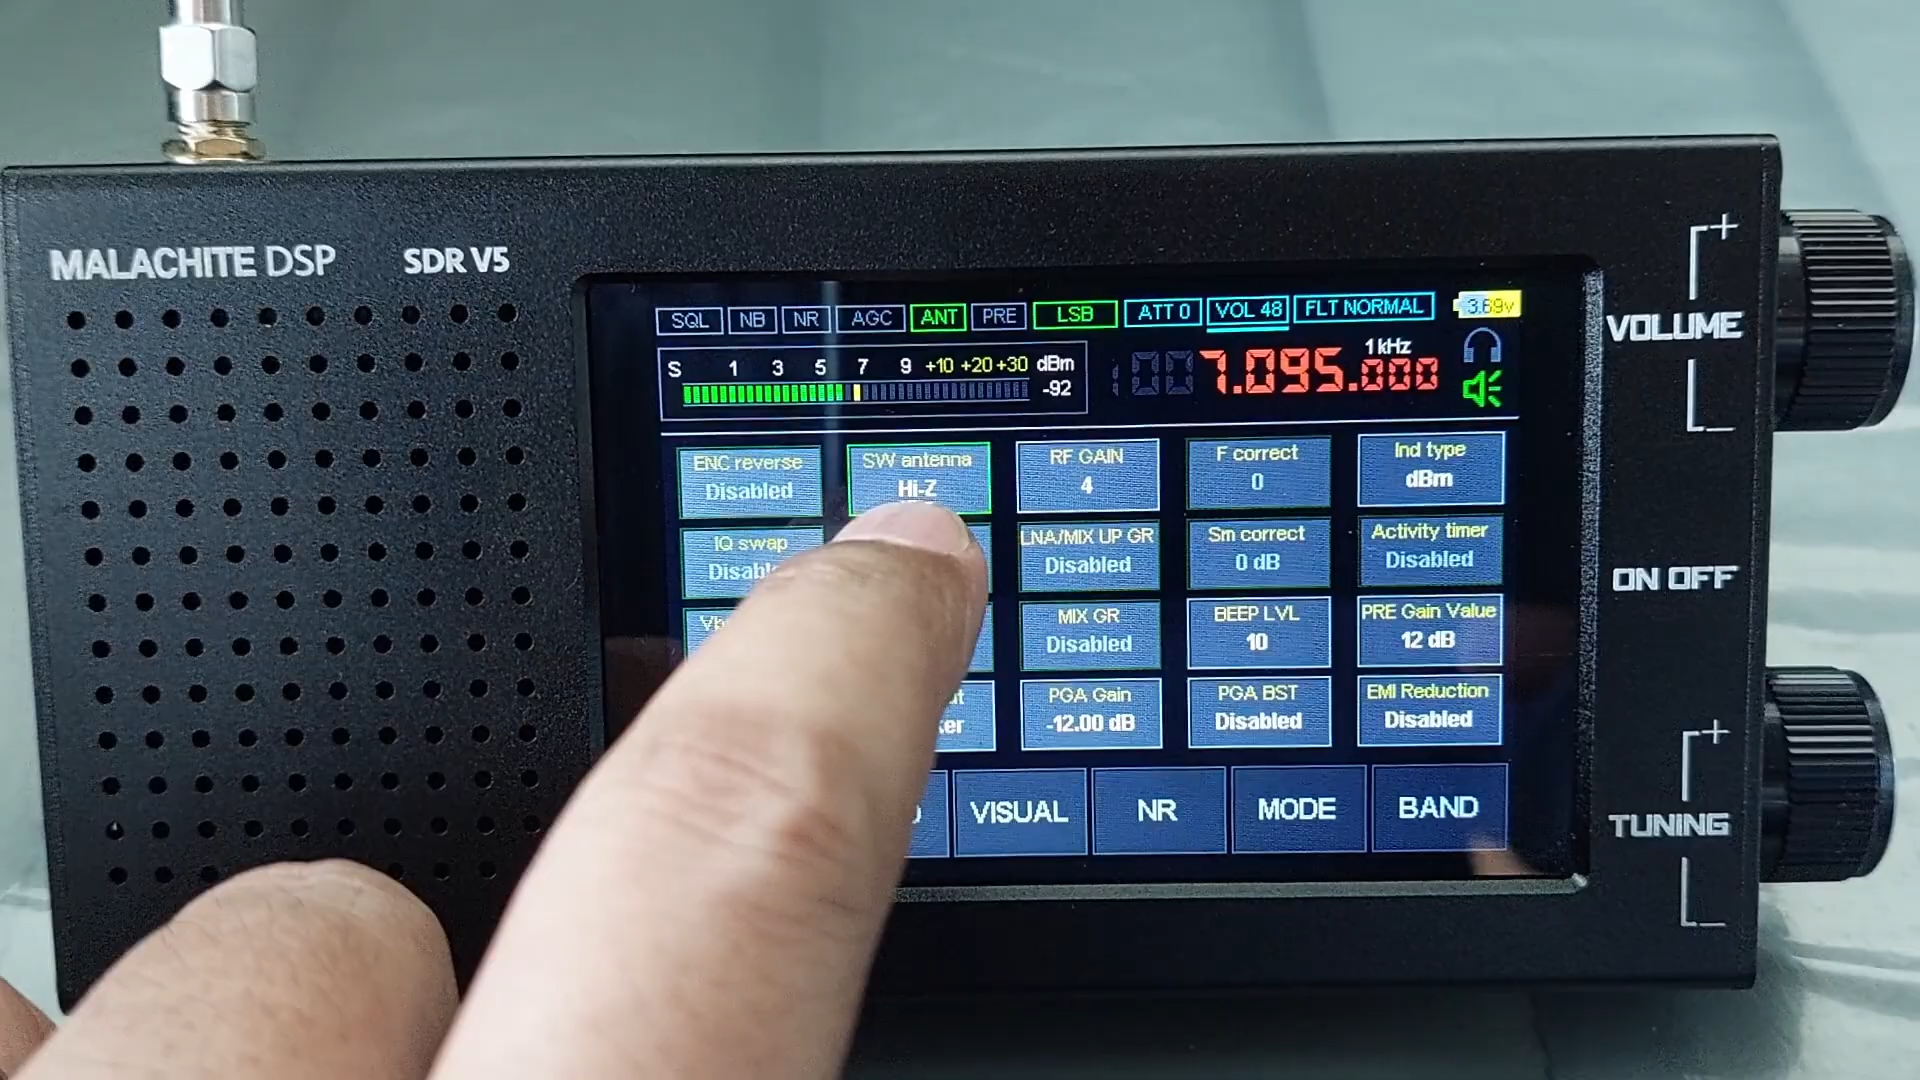 MALACHITE DSP SDR V5
SQL NB NR AGC ANT PRE LSB ATT 0 VOL 48 FLT NORMAL 3.69v
S 1 3 5 7 9 +10 +20 +30 dBm
-92
1kHz
7.095.000
ENC reverse
Disabled
SW antenna
Hi-Z
RF GAIN
4
F correct
0
Ind type
dBm
IQ swap
LNA/MIX UP GR
Disabled
Sm correct
0 dB
Activity timer
Disabled
MIX GR
Disabled
BEEP LVL
10
PRE Gain Value
12 dB
PGA Gain
-12.00 dB
PGA BST
Disabled
EMI Reduction
Disabled
VISUAL NR MODE BAND
+
VOLUME
-
ON OFF
+
TUNING
-